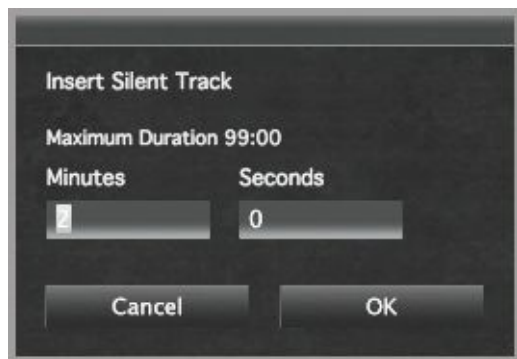 Insert Silent Track
Maximum Duration 99:00
Minutes Seconds
2 0
Cancel OK